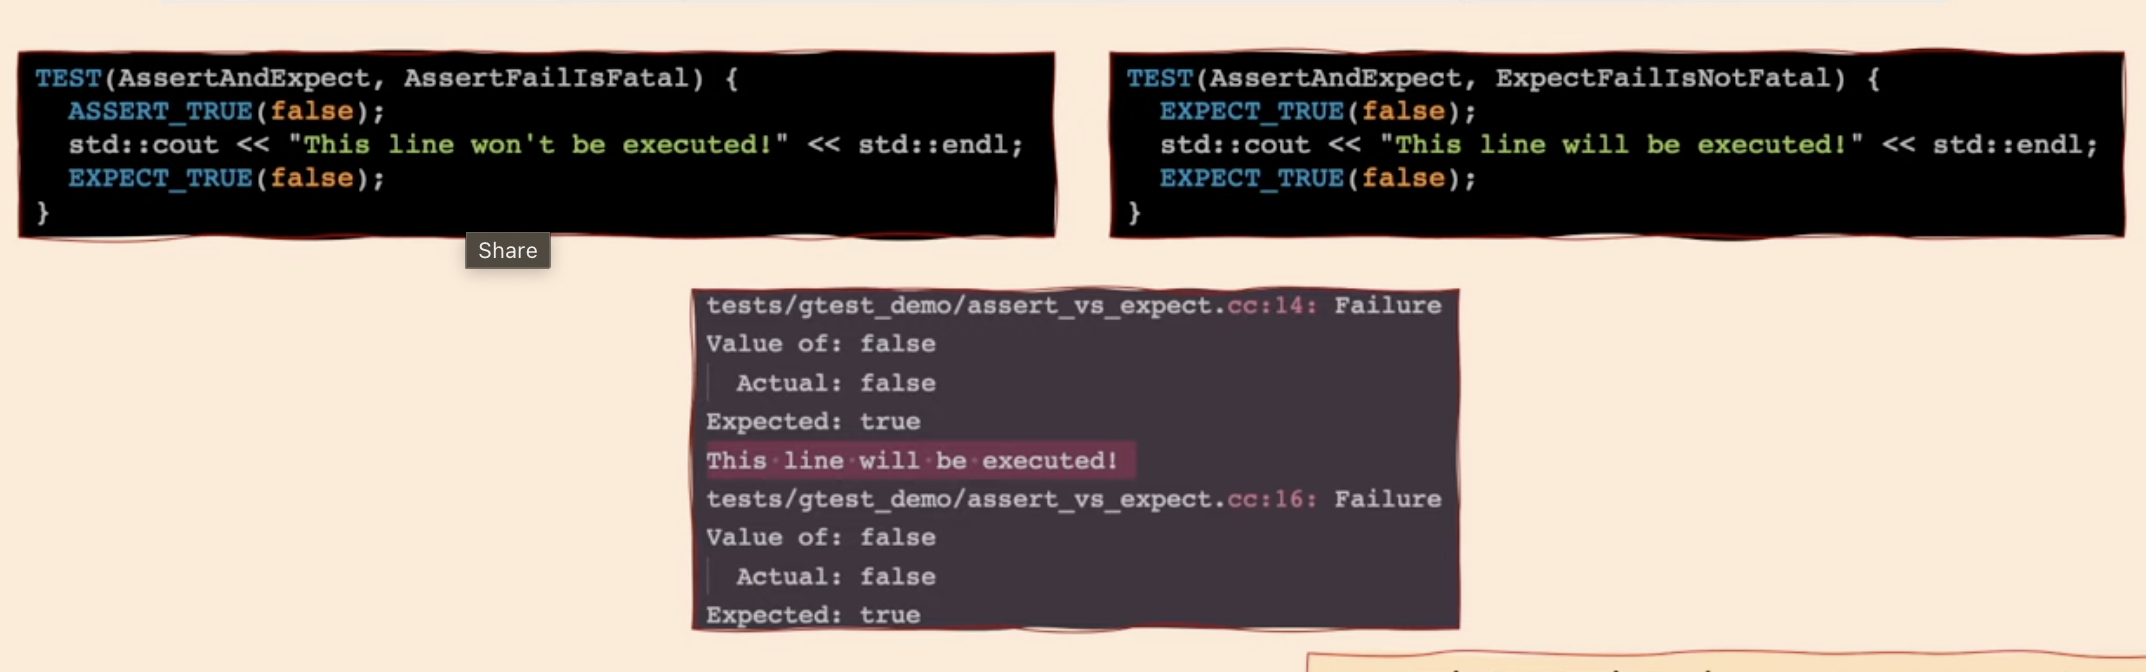 TEST(AssertAndExpect, AssertFailIsFatal) {
  ASSERT_TRUE(false);
  std::cout << "This line won't be executed!" << std::endl;
  EXPECT_TRUE(false);
}
TEST(AssertAndExpect, ExpectFailIsNotFatal) {
  EXPECT_TRUE(false);
  std::cout << "This line will be executed!" << std::endl;
  EXPECT_TRUE(false);
}
Share
tests/gtest_demo/assert_vs_expect.cc:14: Failure
Value of: false
  Actual: false
Expected: true
This line will be executed!
tests/gtest_demo/assert_vs_expect.cc:16: Failure
Value of: false
  Actual: false
Expected: true